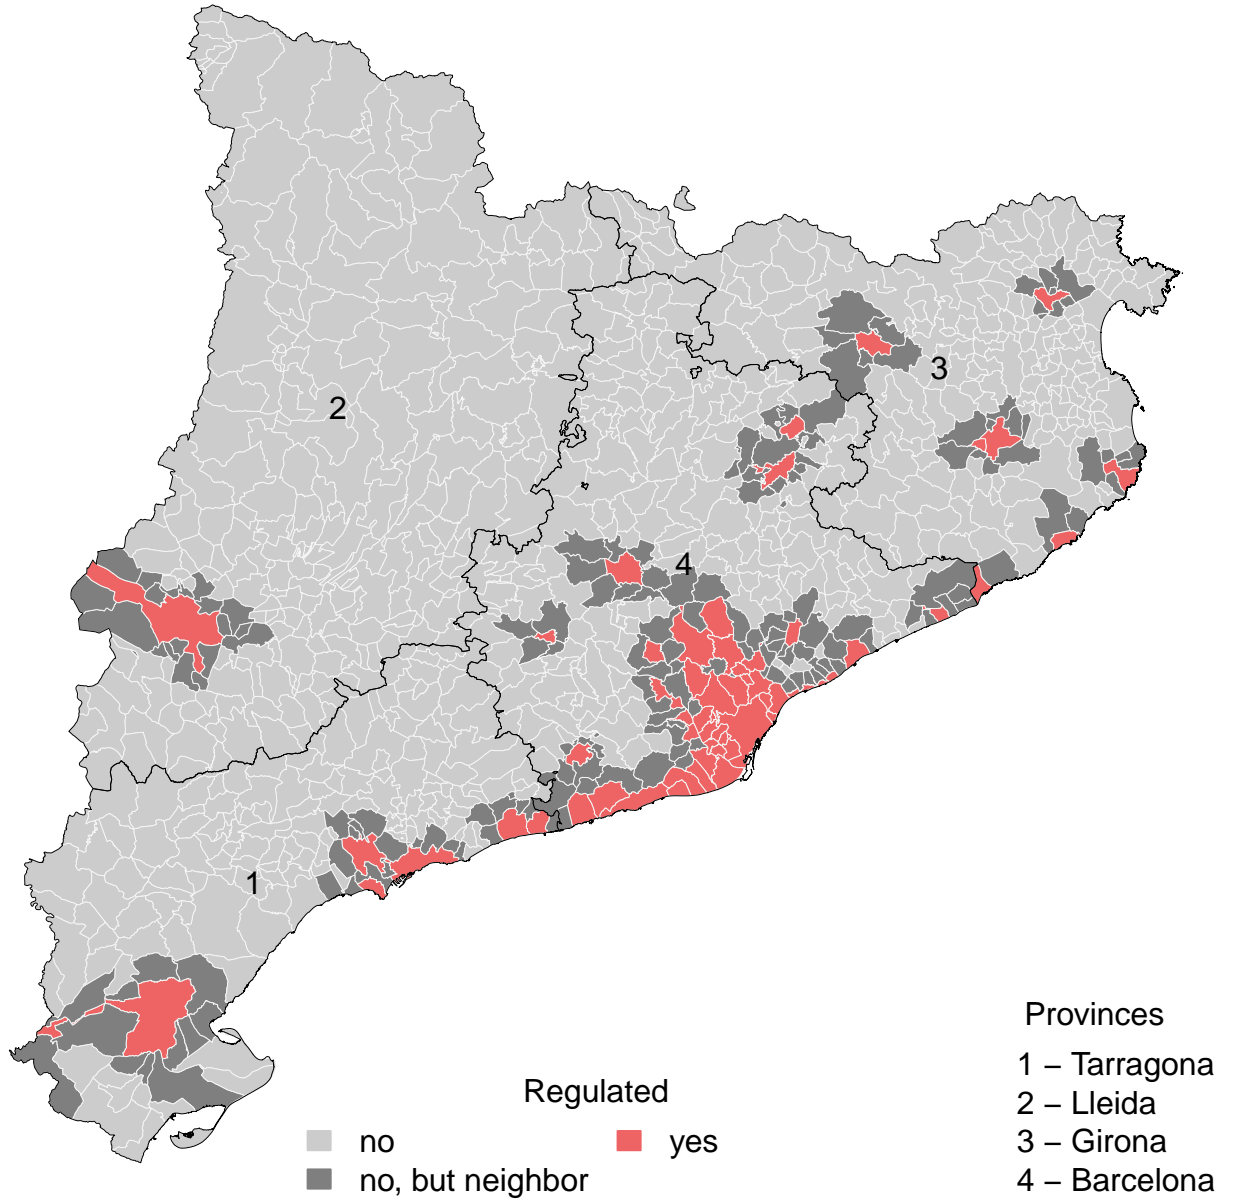 2
3
4
1
Provinces
1 – Tarragona
2 – Lleida
3 – Girona
4 – Barcelona
Regulated
no
yes
no, but neighbor